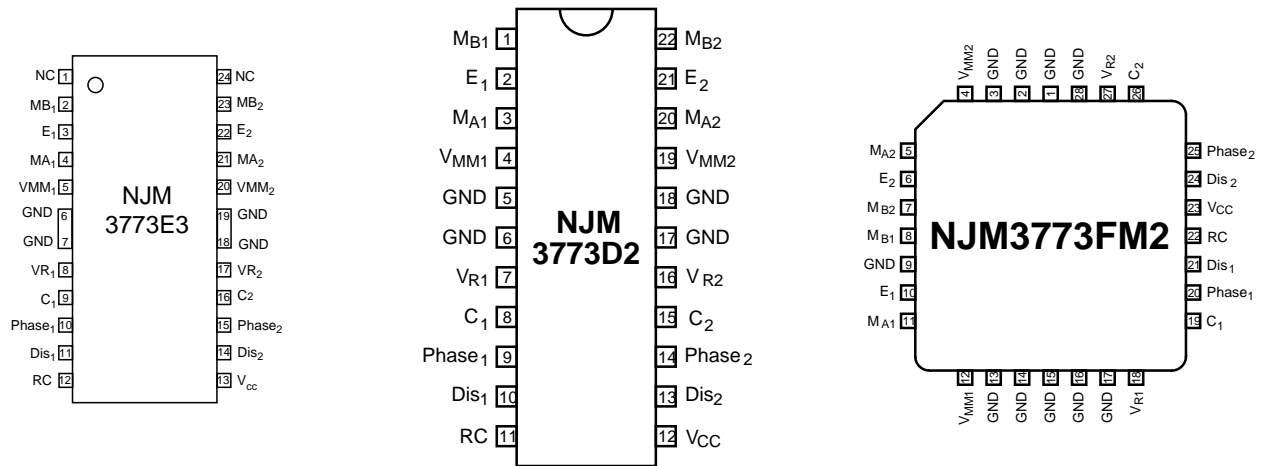 NC 1 24 NC
MB1 2 23 MB2
E1 3 22 E2
MA1 4 21 MA2
VMM1 5 20 VMM2
GND 6 19 GND
GND 7 18 GND
VR1 8 17 VR2
C1 9 16 C2
Phase1 10 15 Phase2
Dis1 11 14 Dis2
RC 12 13 Vcc
NJM
3773E3
MB1 1 22 MB2
E1 2 21 E2
MA1 3 20 MA2
VMM1 4 19 VMM2
GND 5 18 GND
GND 6 17 GND
VR1 7 16 VR2
C1 8 15 C2
Phase1 9 14 Phase2
Dis1 10 13 Dis2
RC 11 12 VCC
NJM
3773D2
VMM2 GND GND GND GND VR2 C2
4 3 2 1 28 27 26
MA2 5 25 Phase2
E2 6 24 Dis2
MB2 7 23 VCC
MB1 8 22 RC
GND 9 21 Dis1
E1 10 20 Phase1
MA1 11 19 C1
NJM3773FM2
12 13 14 15 16 17 18
VMM1 GND GND GND GND GND VR1